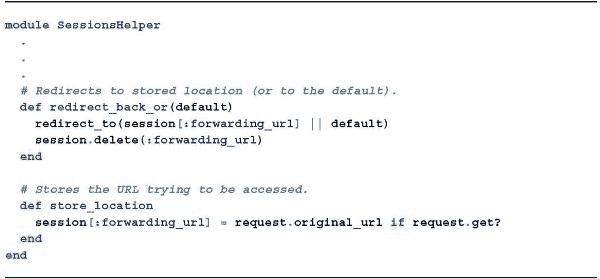 module SessionsHelper
  .
  .
  .
  # Redirects to stored location (or to the default).
  def redirect_back_or(default)
    redirect_to(session[:forwarding_url] || default)
    session.delete(:forwarding_url)
  end

  # Stores the URL trying to be accessed.
  def store_location
    session[:forwarding_url] = request.original_url if request.get?
  end
end